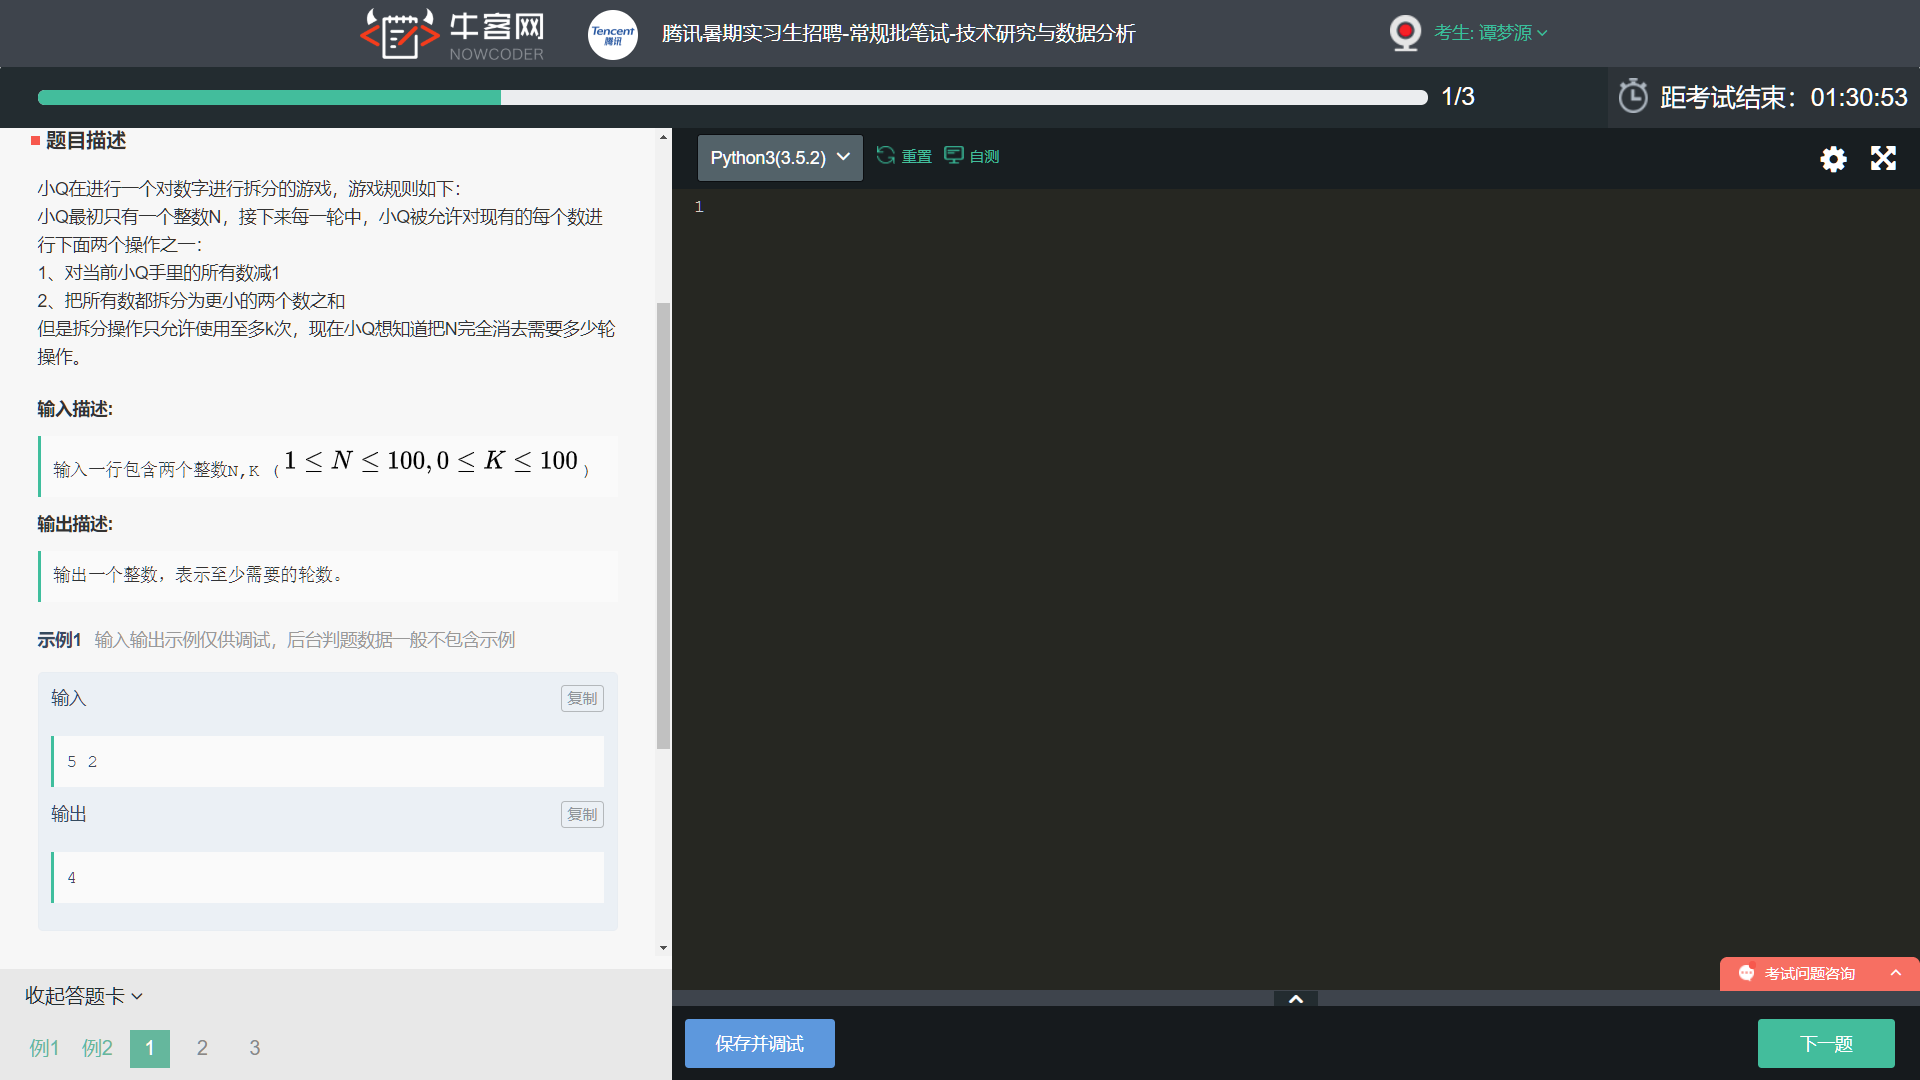 牛客网
NOWCODER
Tencent
腾讯
腾讯暑期实习生招聘-常规批笔试-技术研究与数据分析
考生: 谭梦源
1/3
距考试结束：01:30:53
题目描述
小Q在进行一个对数字进行拆分的游戏，游戏规则如下：
小Q最初只有一个整数N，接下来每一轮中，小Q被允许对现有的每个数进
行下面两个操作之一：
1、对当前小Q手里的所有数减1
2、把所有数都拆分为更小的两个数之和
但是拆分操作只允许使用至多k次，现在小Q想知道把N完全消去需要多少轮
操作。
输入描述:
输入一行包含两个整数N,K（1 ≤ N ≤ 100, 0 ≤ K ≤ 100）
输出描述:
输出一个整数，表示至少需要的轮数。
示例1 输入输出示例仅供调试，后台判题数据一般不包含示例
输入
复制
5 2
输出
复制
4
收起答题卡
例1 例2 1 2 3
Python3(3.5.2) 重置 自测
1
考试问题咨询
保存并调试
下一题